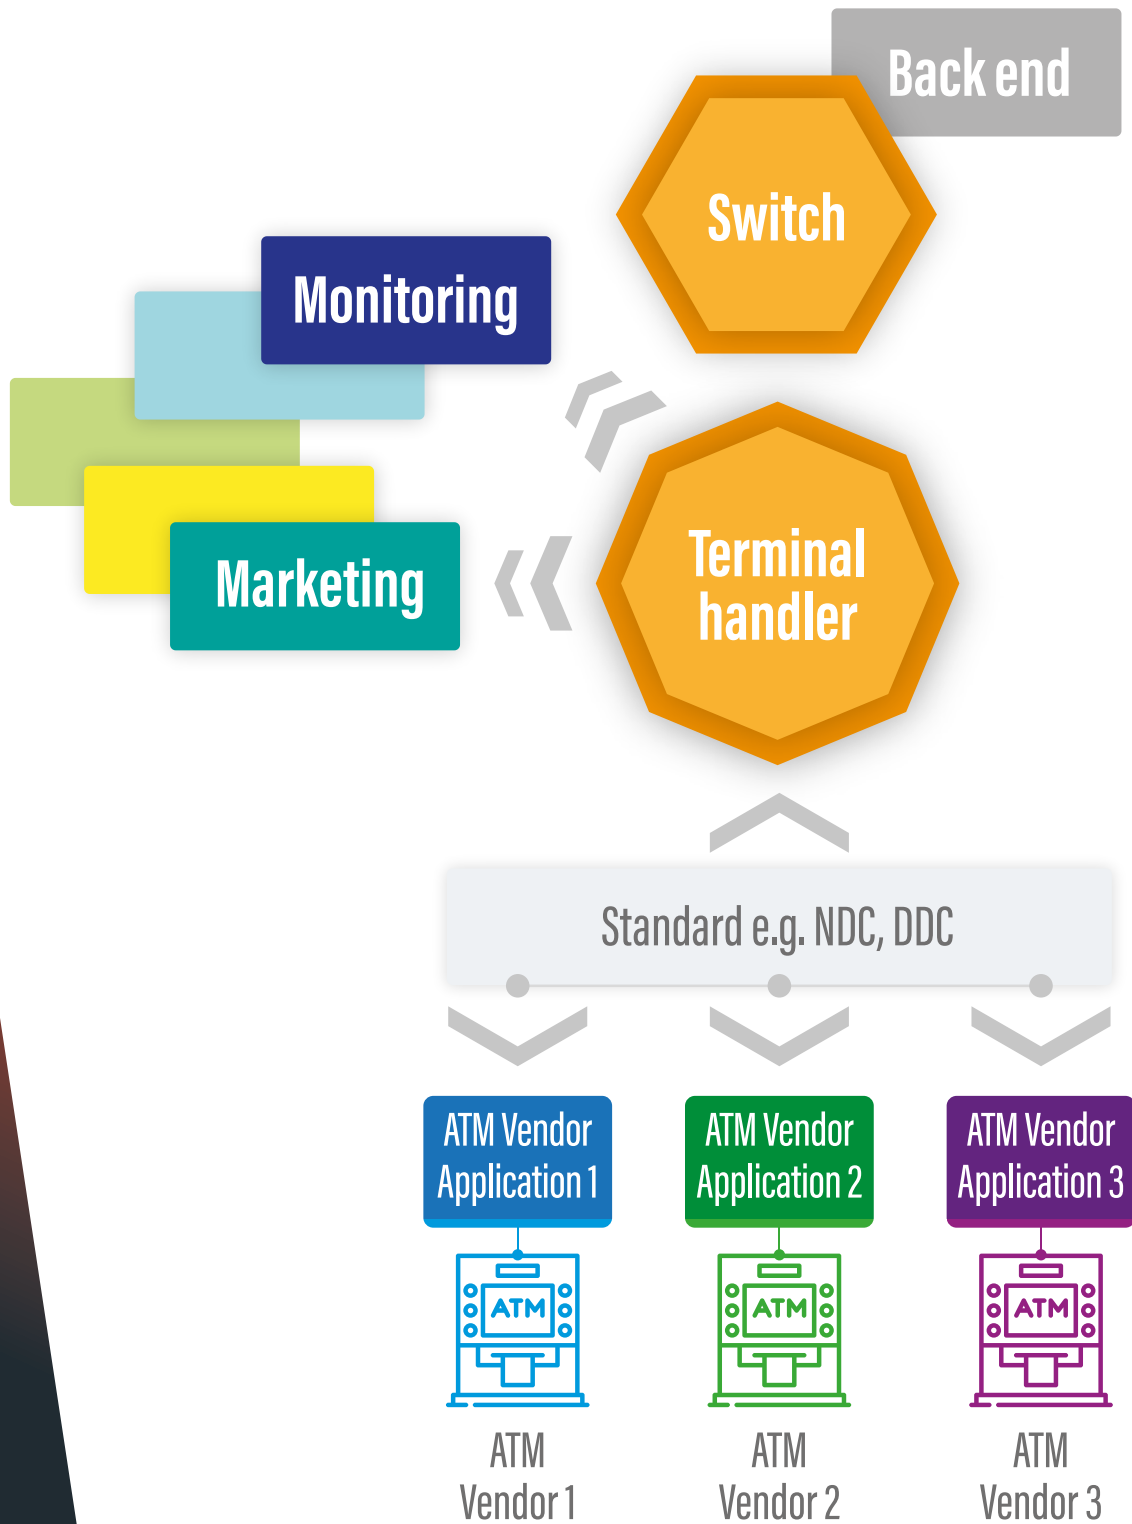 Back end
Switch
Monitoring
Marketing
Terminal
handler
Standard e.g. NDC, DDC
ATM Vendor
Application 1
ATM Vendor
Application 2
ATM Vendor
Application 3
ATM
ATM
ATM
ATM
Vendor 1
ATM
Vendor 2
ATM
Vendor 3